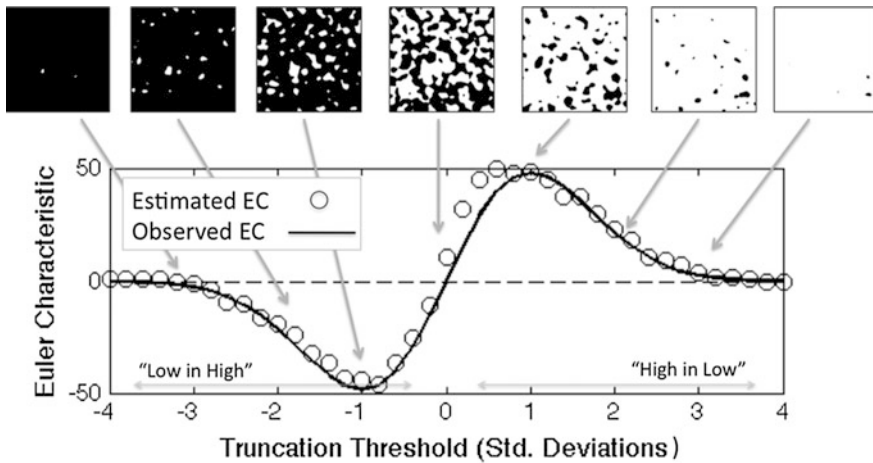 50
Estimated EC
Observed EC
0
-50
Euler Characteristic
"Low in High"
"High in Low"
-4 -3 -2 -1 0 1 2 3 4
Truncation Threshold (Std. Deviations)